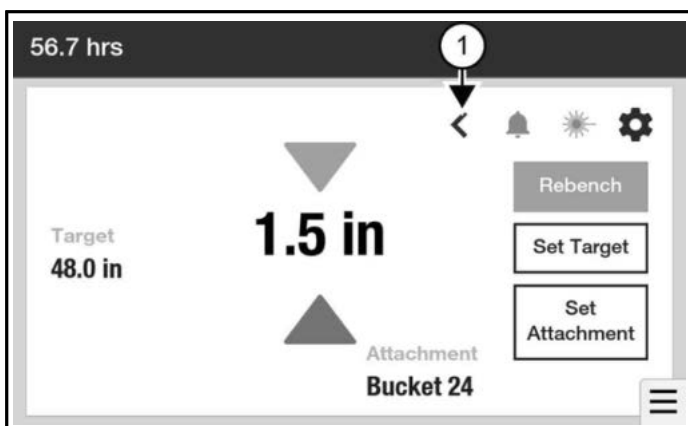 56.7 hrs
1
Rebench
Target
48.0 in
1.5 in
Set Target
Set
Attachment
Attachment
Bucket 24